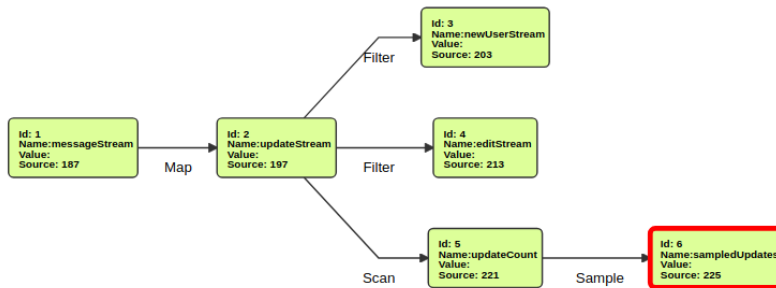 Id: 3
Name:newUserStream
Value:
Source: 203
Filter
Id: 1
Name:messageStream
Value:
Source: 187
Map
Id: 2
Name:updateStream
Value:
Source: 197
Filter
Id: 4
Name:editStream
Value:
Source: 213
Scan
Id: 5
Name:updateCount
Value:
Source: 221
Sample
Id: 6
Name:sampledUpdates
Value:
Source: 225